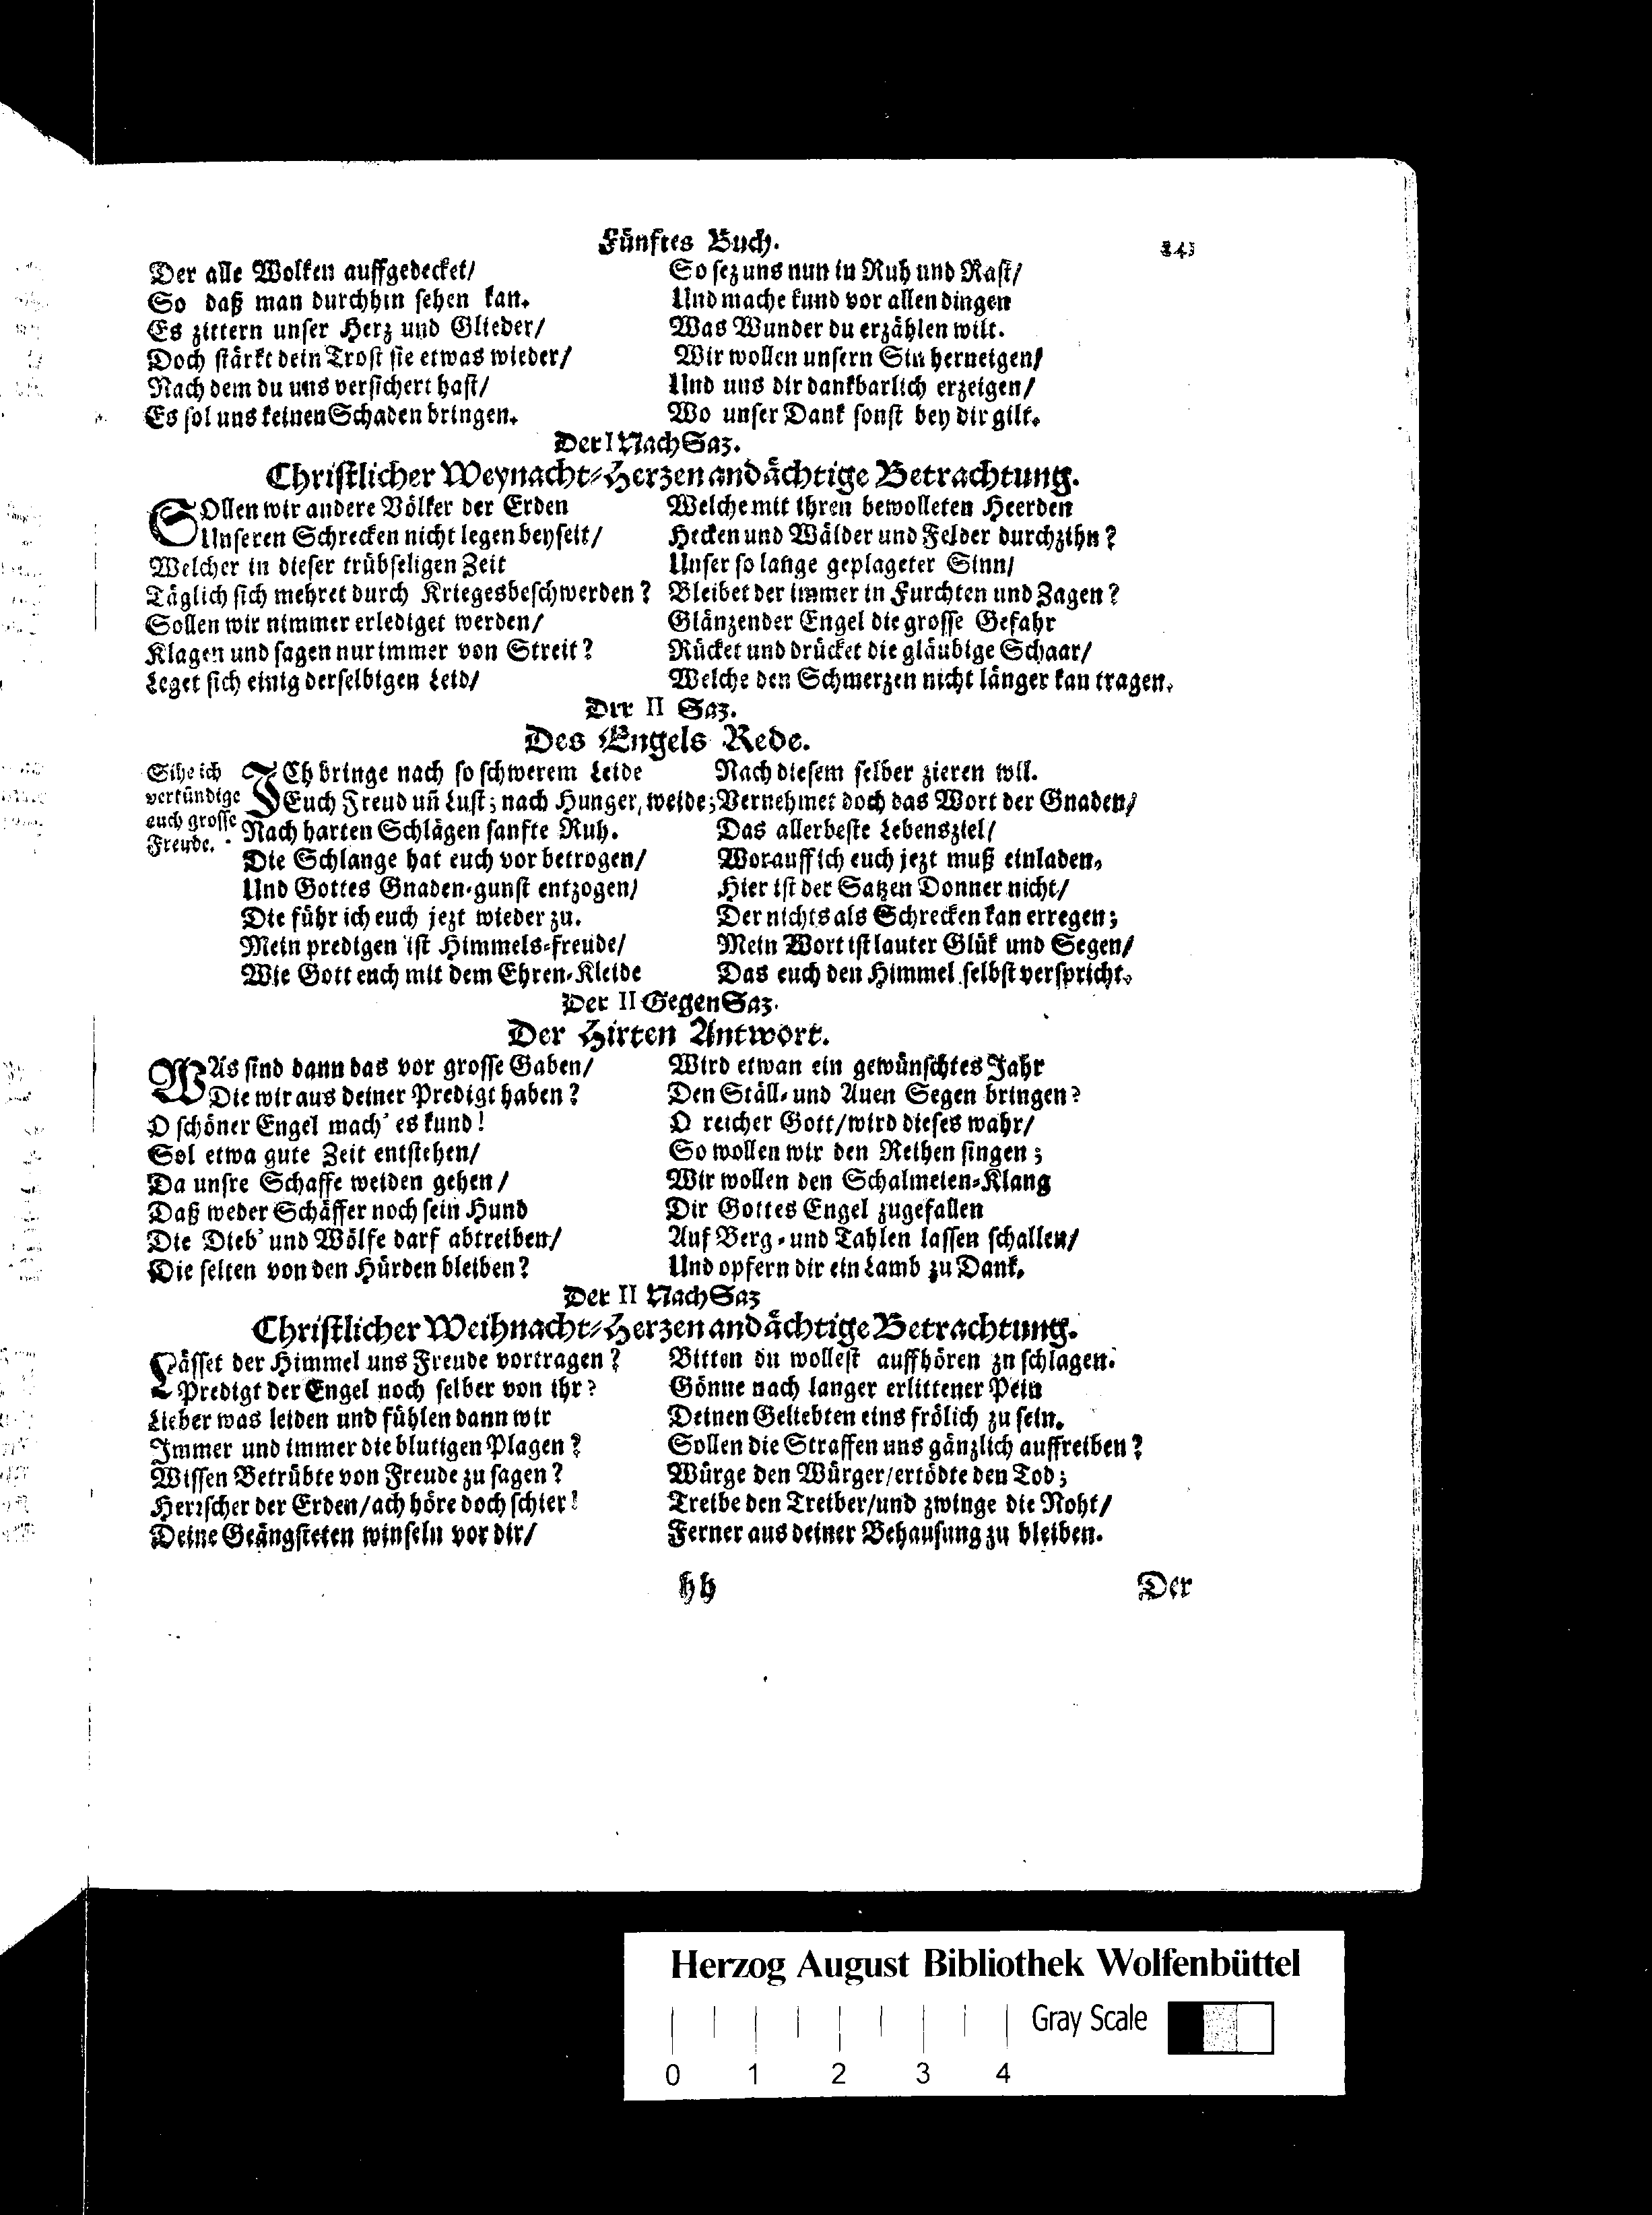 Fünftes Buch.
243
Der alle Wolken auffgedecket/
So daß man durchhin sehen kan.
Es zittern unser Herz und Glieder/
Doch stärkt dein Trost sie etwas wieder/
Nach dem du uns versichert hast/
Es sol uns keinen Schaden bringen.
So sez uns nun in Ruh und Rast/
Und mache kund vor allen dingen
Was Wunder du erzählen wilt.
Wir wollen unsern Sin herneigen/
Und uns dir dankbarlich erzeigen/
Wo unser Dank sonst bey dir gilt.
Der I NachSaz.
Christlicher Weynacht-Herzen andächtige Betrachtung.
SOllen wir andere Völker der Erden
Unseren Schrecken nicht legen beyseit/
Welcher in dieser trübseligen Zeit
Täglich sich mehret durch Kriegesbeschwerden?
Sollen wir nimmer erlediget werden/
Klagen und sagen nur immer von Streit?
Leget sich einig derselbigen Leid/
Welche mit ihren bewolleten Heerden
Hecken und Wälder und Felder durchzihn?
Unser so lange geplageter Sinn/
Bleibet der immer in Furchten und Zagen?
Glänzender Engel die grosse Gefahr
Rücket und drücket die gläubige Schaar/
Welche den Schmerzen nicht länger kan tragen.
Der II Saz.
Des Engels Rede.
Sihe ich
verkündige
euch grosse
Freude.
ICh bringe nach so schwerem Leide
Euch Freud uñ Lust; nach Hunger, weide;
Nach harten Schlägen sanfte Ruh.
Die Schlange hat euch vor betrogen/
Und Gottes Gnaden-gunst entzogen/
Die führ ich euch jezt wieder zu.
Mein predigen ist Himmels-freude/
Wie Gott euch mit dem Ehren-Kleide
Nach diesem selber zieren wil.
Vernehmet doch das Wort der Gnaden/
Das allerbeste Lebensziel/
Worauff ich euch jezt muß einladen.
Hier ist der Satzen Donner nicht/
Der nichts als Schrecken kan erregen;
Mein Wort ist lauter Glük und Segen/
Das euch den Himmel selbst verspricht.
Der II GegenSaz.
Der Hirten Antwort.
WAs sind dann das vor grosse Gaben/
Die wir aus deiner Predigt haben?
O schöner Engel mach' es kund!
Sol etwa gute Zeit entstehen/
Da unsre Schaffe weiden gehen/
Daß weder Schäffer noch sein Hund
Die Dieb' und Wölfe darf abtreiben/
Die selten von den Hürden bleiben?
Wird etwan ein gewünschtes Jahr
Den Ställ- und Auen Segen bringen?
O reicher Gott/wird dieses wahr/
So wollen wir den Reihen singen;
Wir wollen den Schalmeien-Klang
Dir Gottes Engel zugefallen
Auf Berg- und Tahlen lassen schallen/
Und opfern dir ein Lamb zu Dank.
Der II NachSaz
Christlicher Weihnacht-Herzen andächtige Betrachtung.
Lässet der Himmel uns Freude vortragen?
Predigt der Engel noch selber von ihr?
Lieber was leiden und fühlen dann wir
Immer und immer die blutigen Plagen?
Wissen Betrübte von Freude zu sagen?
Herrscher der Erden/ach höre doch schier!
Deine Geängsteten winseln vor dir/
Bitten du wollest auffhören zu schlagen.
Gönne nach langer erlittener Pein
Deinen Geliebten eins frölich zu sein.
Sollen die Straffen uns gänzlich auffreiben?
Würge den Würger/ertödte den Tod;
Treibe den Treiber/und zwinge die Noht/
Ferner aus deiner Behausung zu bleiben.
hh
Der
Herzog August Bibliothek Wolfenbüttel
Gray Scale
0 1 2 3 4